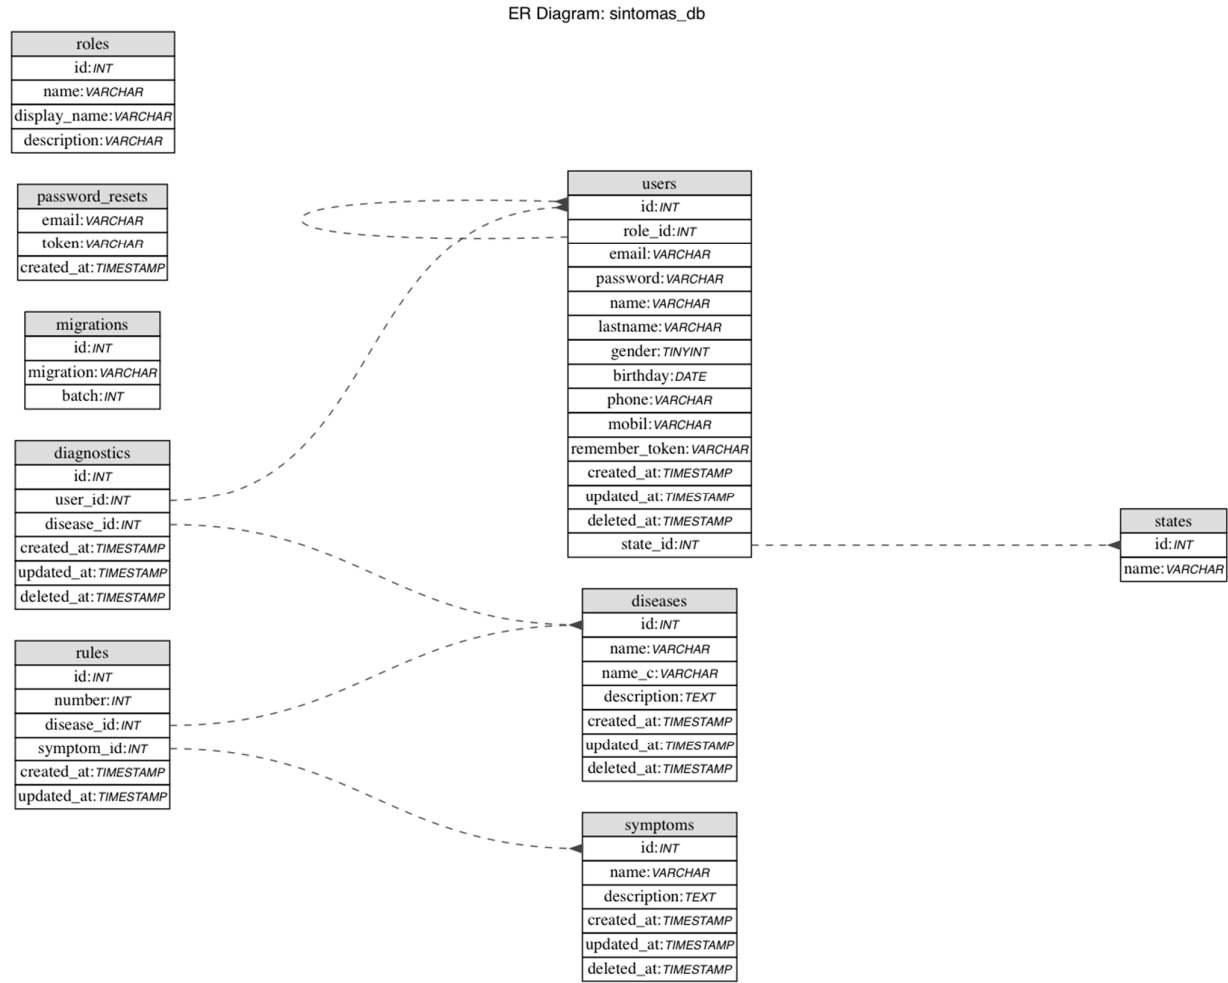 ER Diagram: sintomas_db
roles
id:INT
name:VARCHAR
display_name:VARCHAR
description:VARCHAR
password_resets
email:VARCHAR
token:VARCHAR
created_at:TIMESTAMP
migrations
id:INT
migration:VARCHAR
batch:INT
diagnostics
id:INT
user_id:INT
disease_id:INT
created_at:TIMESTAMP
updated_at:TIMESTAMP
deleted_at:TIMESTAMP
rules
id:INT
number:INT
disease_id:INT
symptom_id:INT
created_at:TIMESTAMP
updated_at:TIMESTAMP
users
id:INT
role_id:INT
email:VARCHAR
password:VARCHAR
name:VARCHAR
lastname:VARCHAR
gender:TINYINT
birthday:DATE
phone:VARCHAR
mobil:VARCHAR
remember_token:VARCHAR
created_at:TIMESTAMP
updated_at:TIMESTAMP
deleted_at:TIMESTAMP
state_id:INT
diseases
id:INT
name:VARCHAR
name_c:VARCHAR
description:TEXT
created_at:TIMESTAMP
updated_at:TIMESTAMP
deleted_at:TIMESTAMP
symptoms
id:INT
name:VARCHAR
description:TEXT
created_at:TIMESTAMP
updated_at:TIMESTAMP
deleted_at:TIMESTAMP
states
id:INT
name:VARCHAR